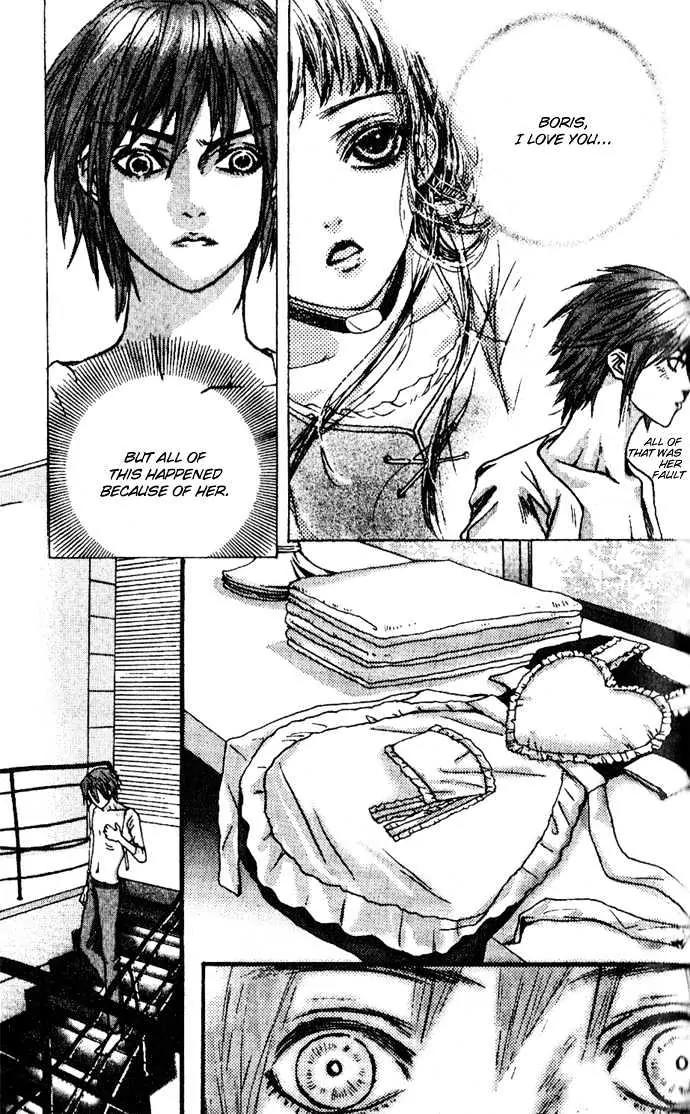 BORIS,
I LOVE YOU...
ALL OF
THAT WAS
HER
FAULT
BUT ALL OF
THIS HAPPENED
BECAUSE OF HER.